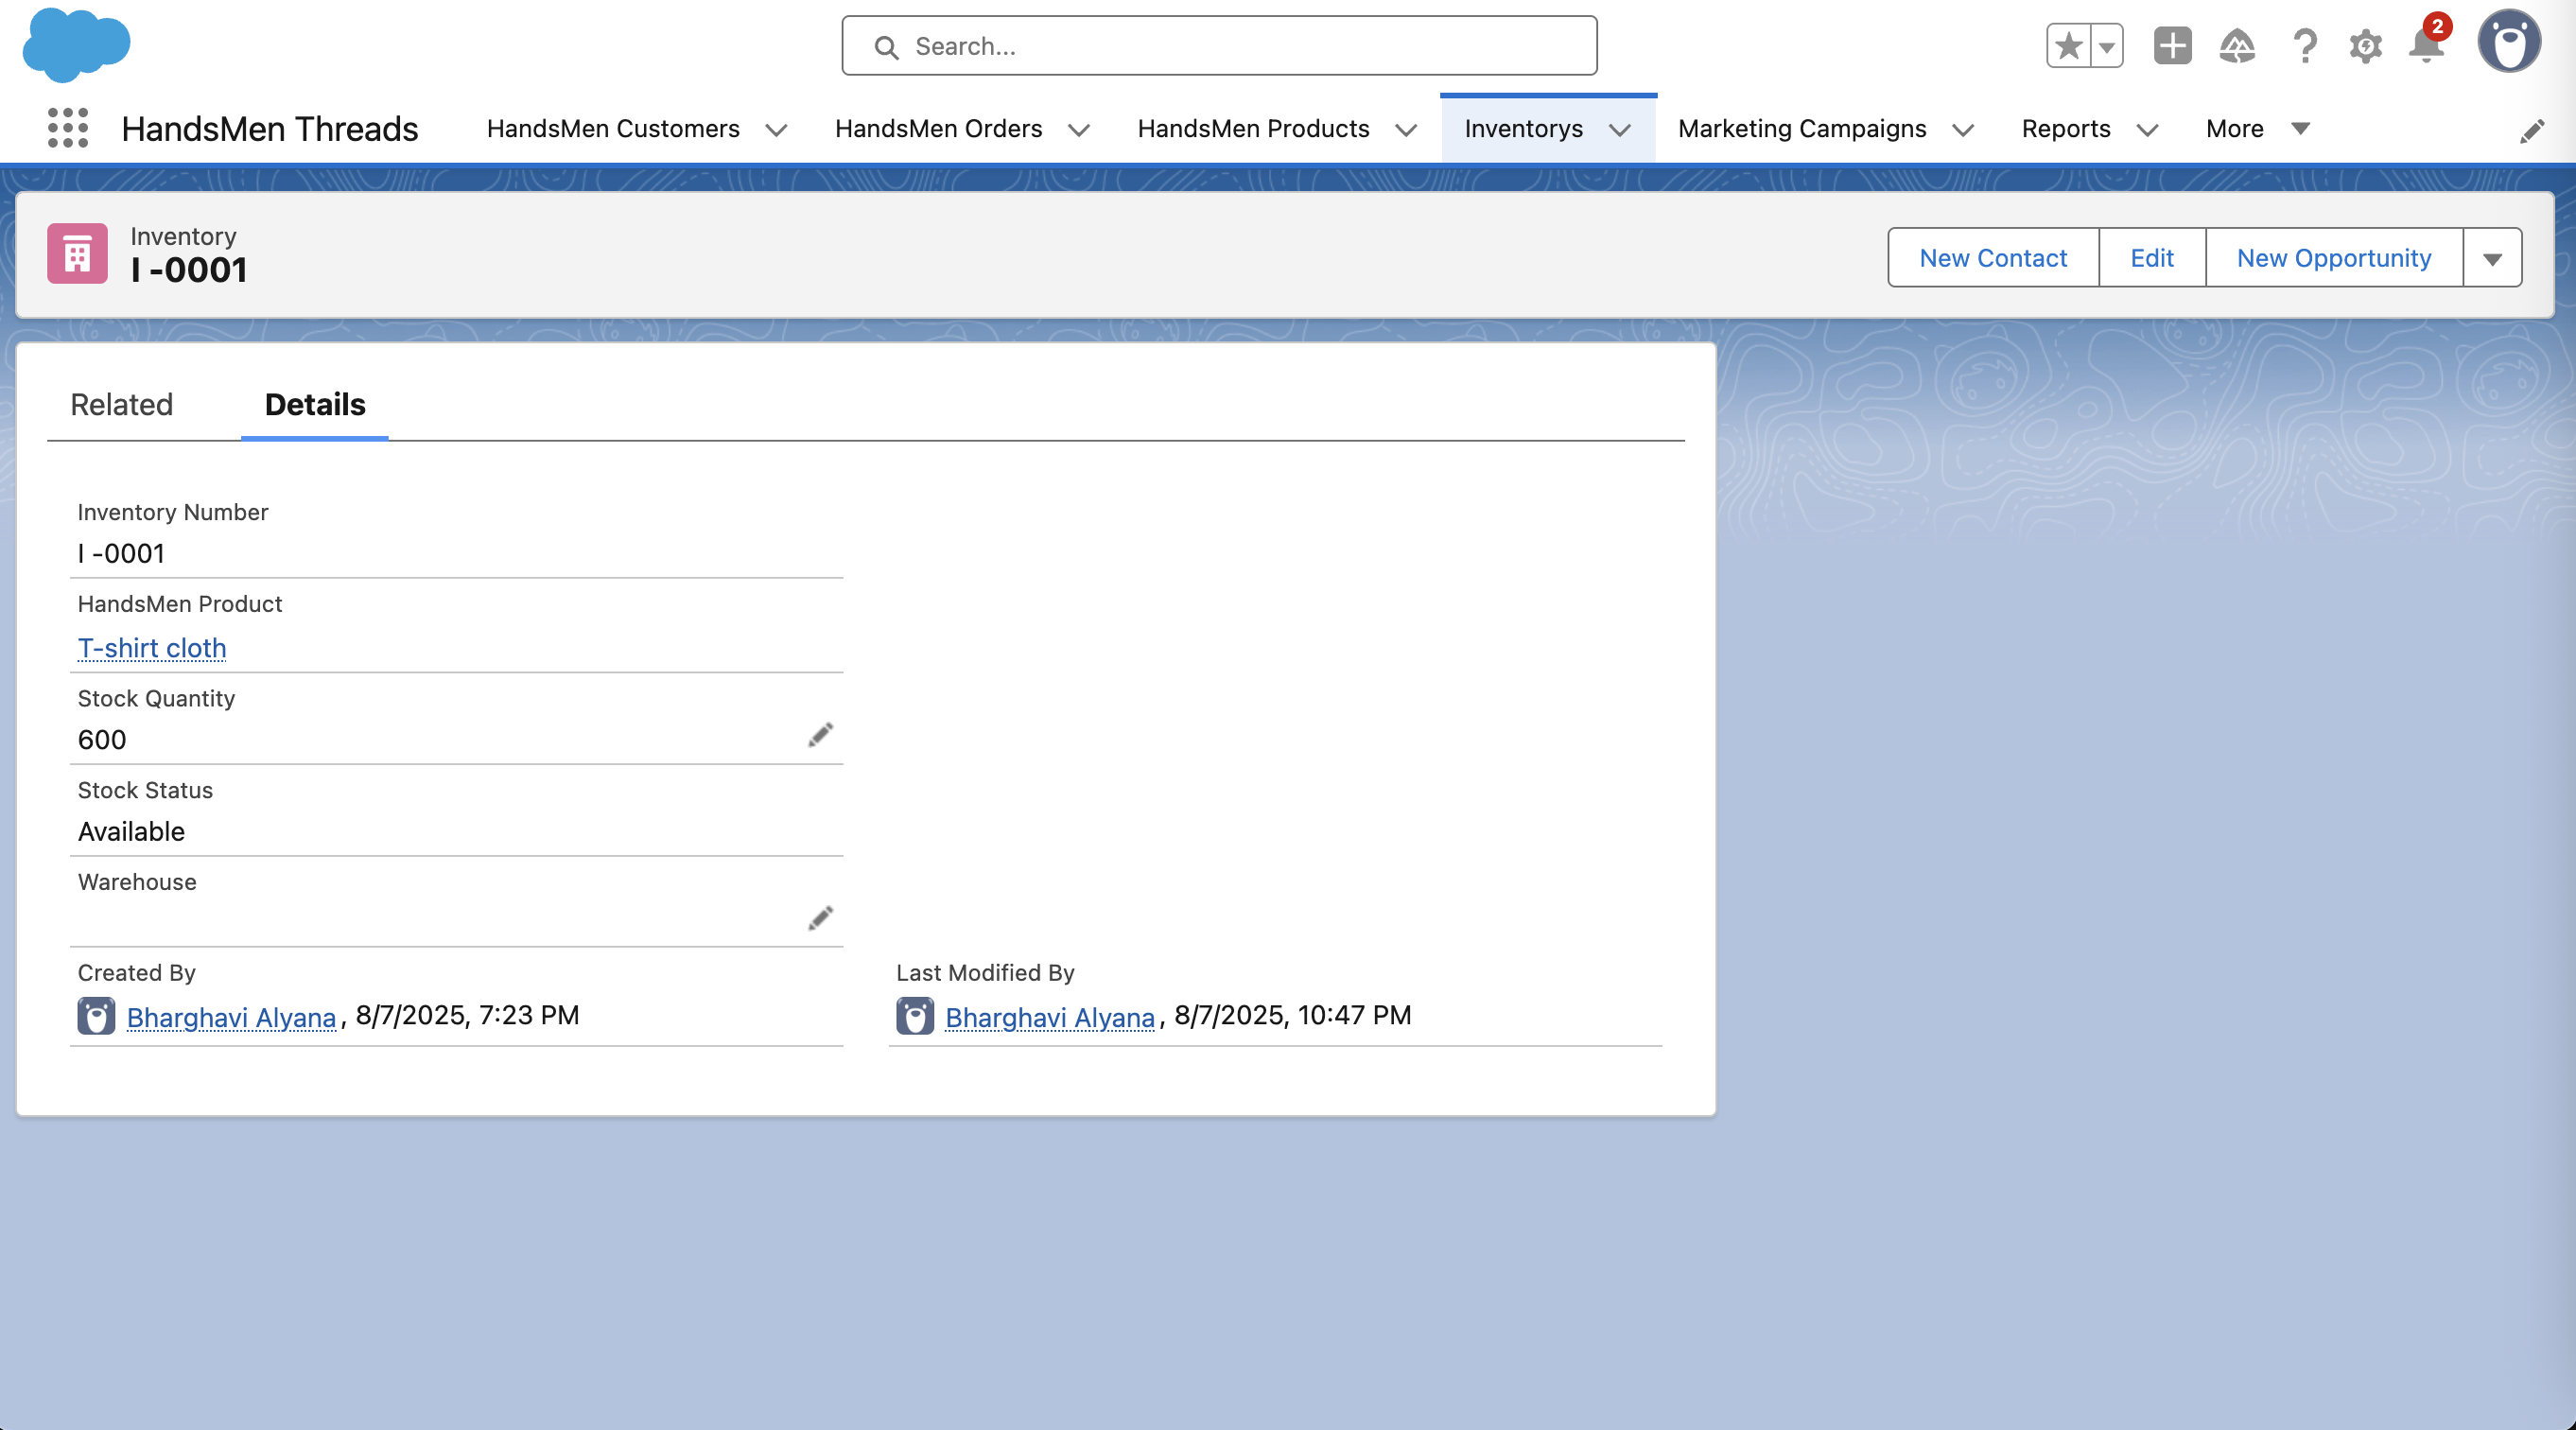 Search...
2
HandsMen Threads HandsMen Customers HandsMen Orders HandsMen Products Inventorys Marketing Campaigns Reports More
Inventory
I -0001
New Contact Edit New Opportunity
Related Details
Inventory Number
I -0001
HandsMen Product
T-shirt cloth
Stock Quantity
600
Stock Status
Available
Warehouse
Created By Last Modified By
Bharghavi Alyana, 8/7/2025, 7:23 PM Bharghavi Alyana, 8/7/2025, 10:47 PM